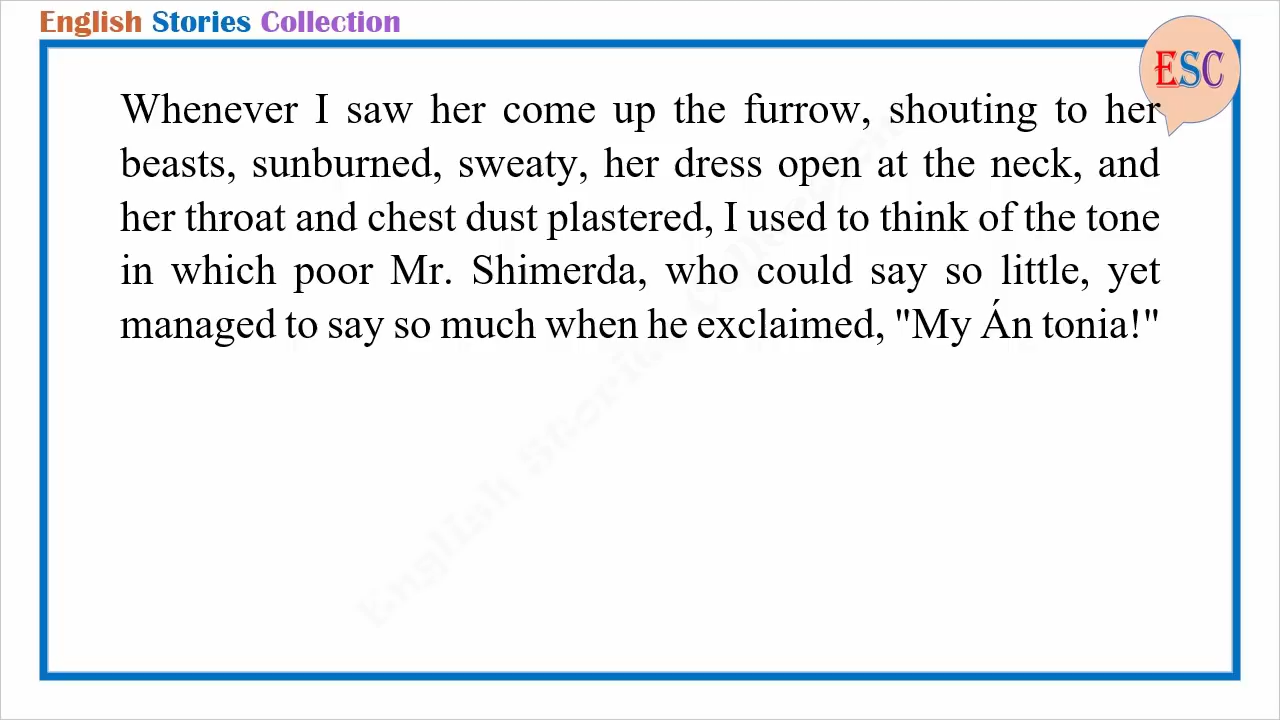 English Stories Collection
ESC
Whenever I saw her come up the furrow, shouting to her
beasts, sunburned, sweaty, her dress open at the neck, and
her throat and chest dust plastered, I used to think of the tone
in which poor Mr. Shimerda, who could say so little, yet
managed to say so much when he exclaimed, "My Án tonia!"
English Stories Collection